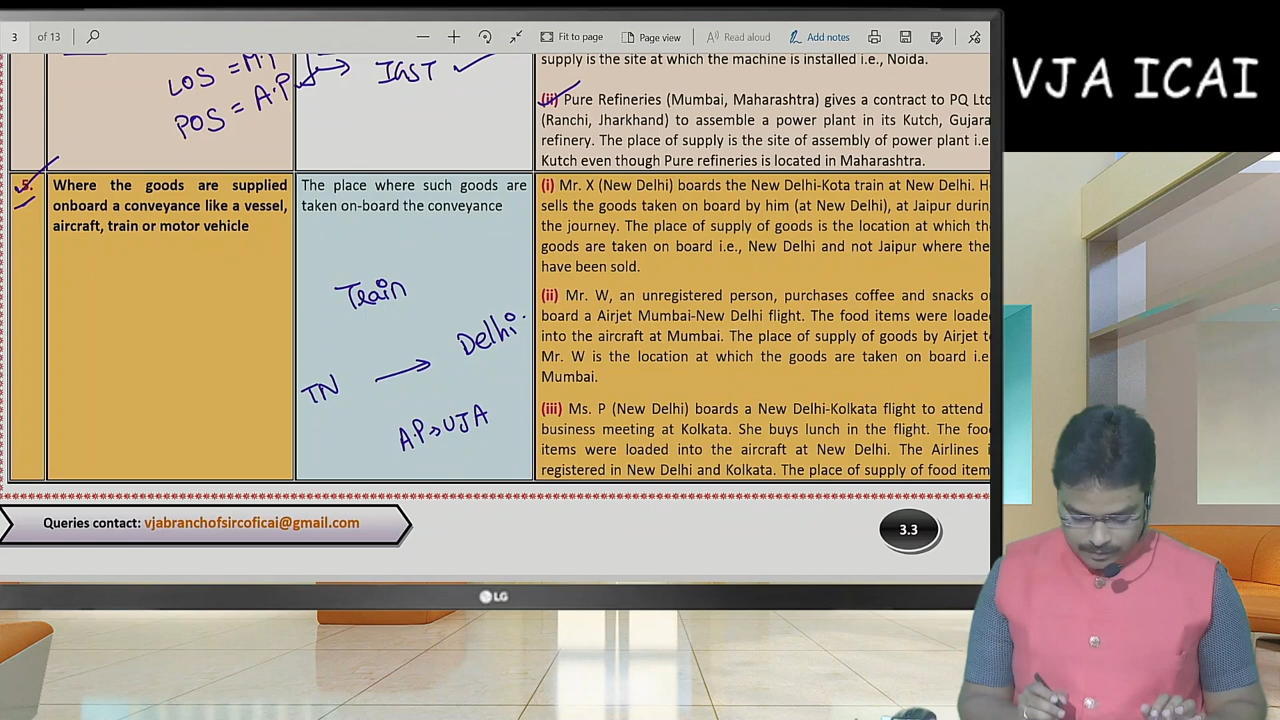 3 of 13
Fit to page
Page view
Read aloud
Add notes
VJA ICAI
LOS =
POS = A.P
IGST
supply is the site at which the machine is installed i.e., Noida.
(ii) Pure Refineries (Mumbai, Maharashtra) gives a contract to PQ Ltd
(Ranchi, Jharkhand) to assemble a power plant in its Kutch, Gujara
refinery. The place of supply is the site of assembly of power plant i.e
Kutch even though Pure refineries is located in Maharashtra.
5.
Where the goods are supplied
onboard a conveyance like a vessel,
aircraft, train or motor vehicle
The place where such goods are
taken on-board the conveyance
Train
Delhi.
TN
A.P→VJA
(i) Mr. X (New Delhi) boards the New Delhi-Kota train at New Delhi. H
sells the goods taken on board by him (at New Delhi), at Jaipur durin
the journey. The place of supply of goods is the location at which th
goods are taken on board i.e., New Delhi and not Jaipur where the
have been sold.
(ii) Mr. W, an unregistered person, purchases coffee and snacks o
board a Airjet Mumbai-New Delhi flight. The food items were loade
into the aircraft at Mumbai. The place of supply of goods by Airjet t
Mr. W is the location at which the goods are taken on board i.e
Mumbai.
(iii) Ms. P (New Delhi) boards a New Delhi-Kolkata flight to attend
business meeting at Kolkata. She buys lunch in the flight. The foo
items were loaded into the aircraft at New Delhi. The Airlines i
registered in New Delhi and Kolkata. The place of supply of food item
Queries contact: vjabranchofsircoficai@gmail.com
3.3
LG